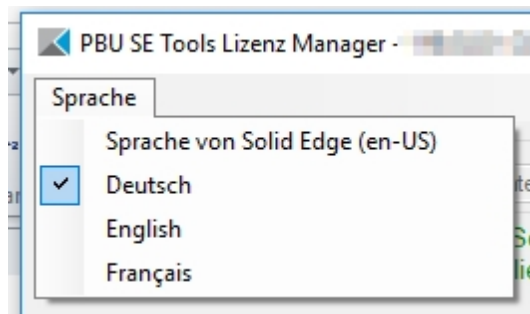 PBU SE Tools Lizenz Manager -
Sprache
Sprache von Solid Edge (en-US)
Deutsch
English
Français